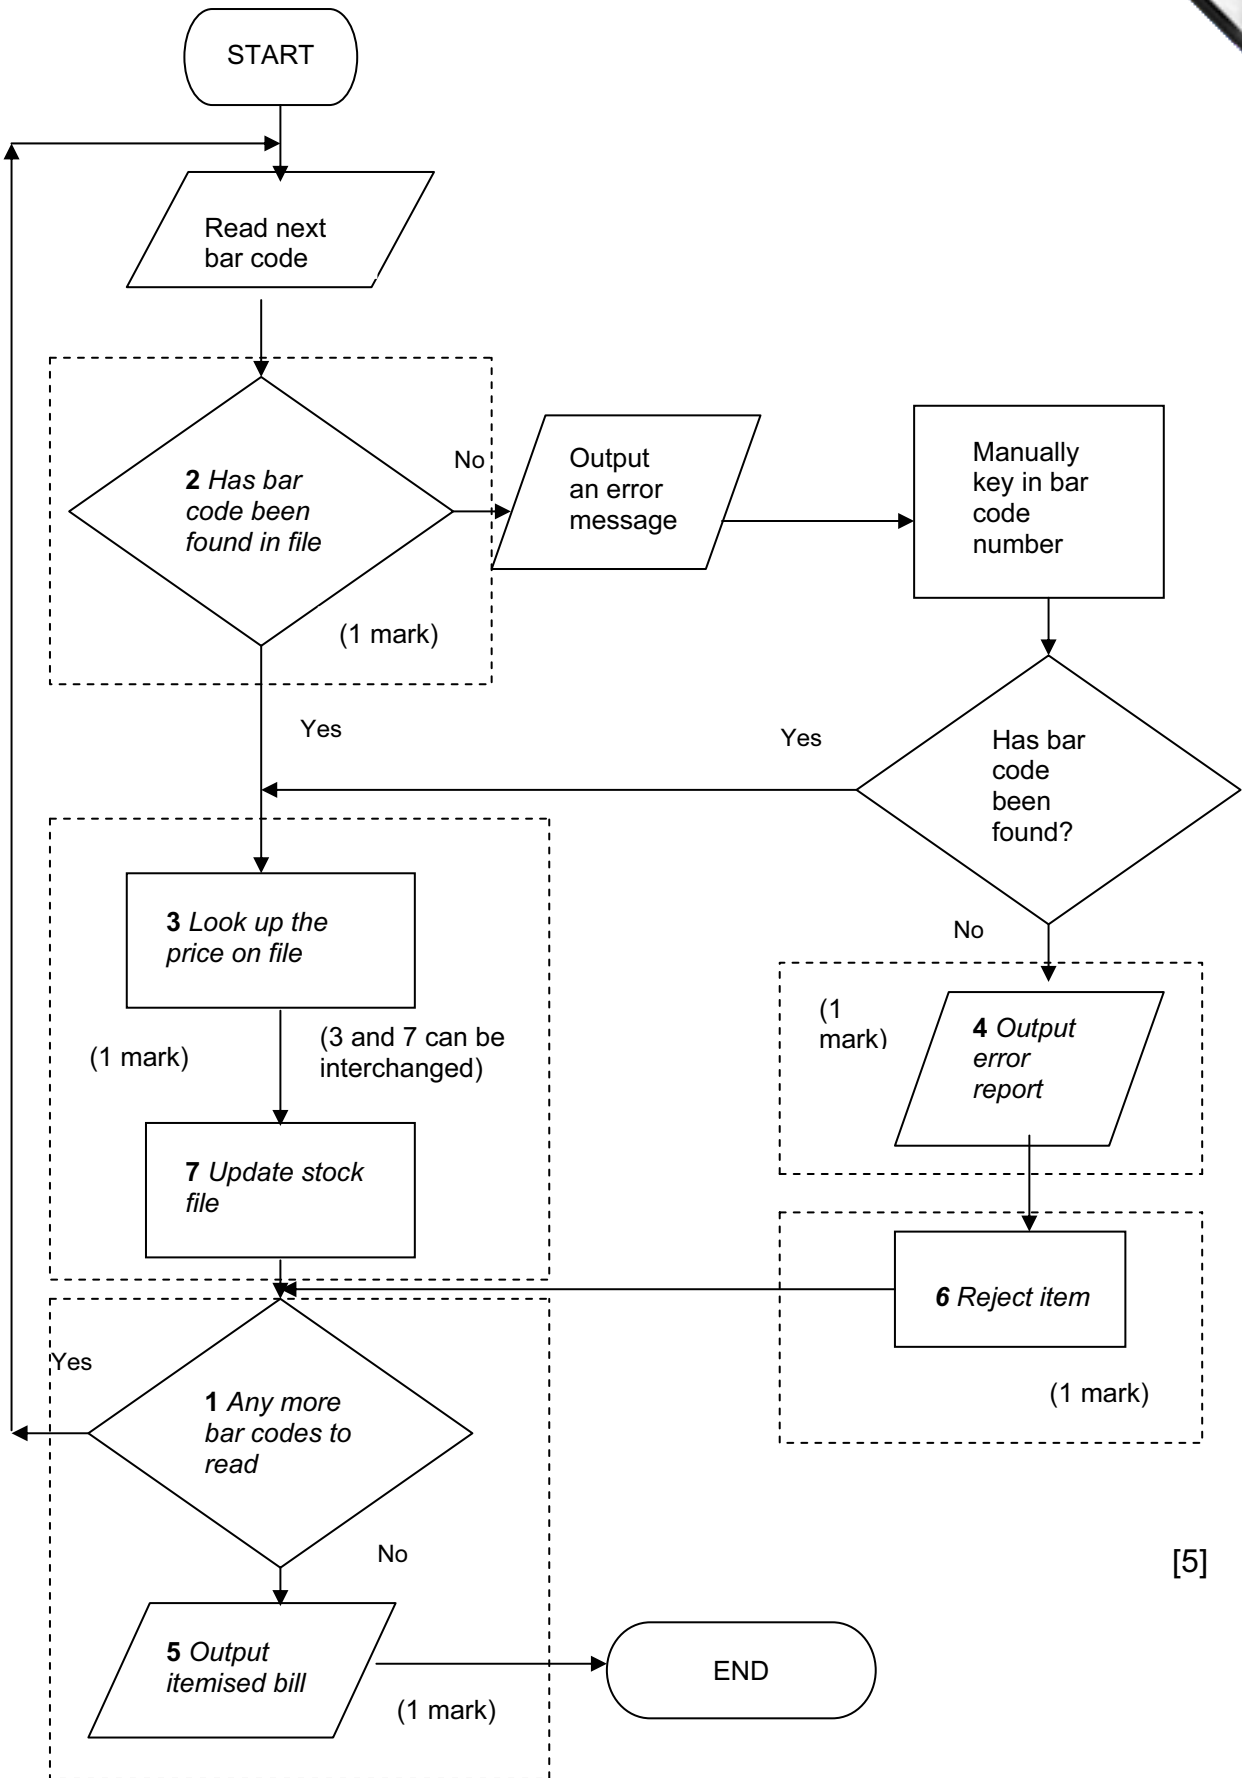 START
Read next
bar code
2 Has bar
code been
found in file
No
(1 mark)
Output
an error
message
Manually
key in bar
code
number
Yes
Yes
Has bar
code
been
found?
No
3 Look up the
price on file
(1 mark)
(3 and 7 can be
interchanged)
7 Update stock
file
(1
mark)
4 Output
error
report
6 Reject item
(1 mark)
Yes
1 Any more
bar codes to
read
No
[5]
5 Output
itemised bill
(1 mark)
END